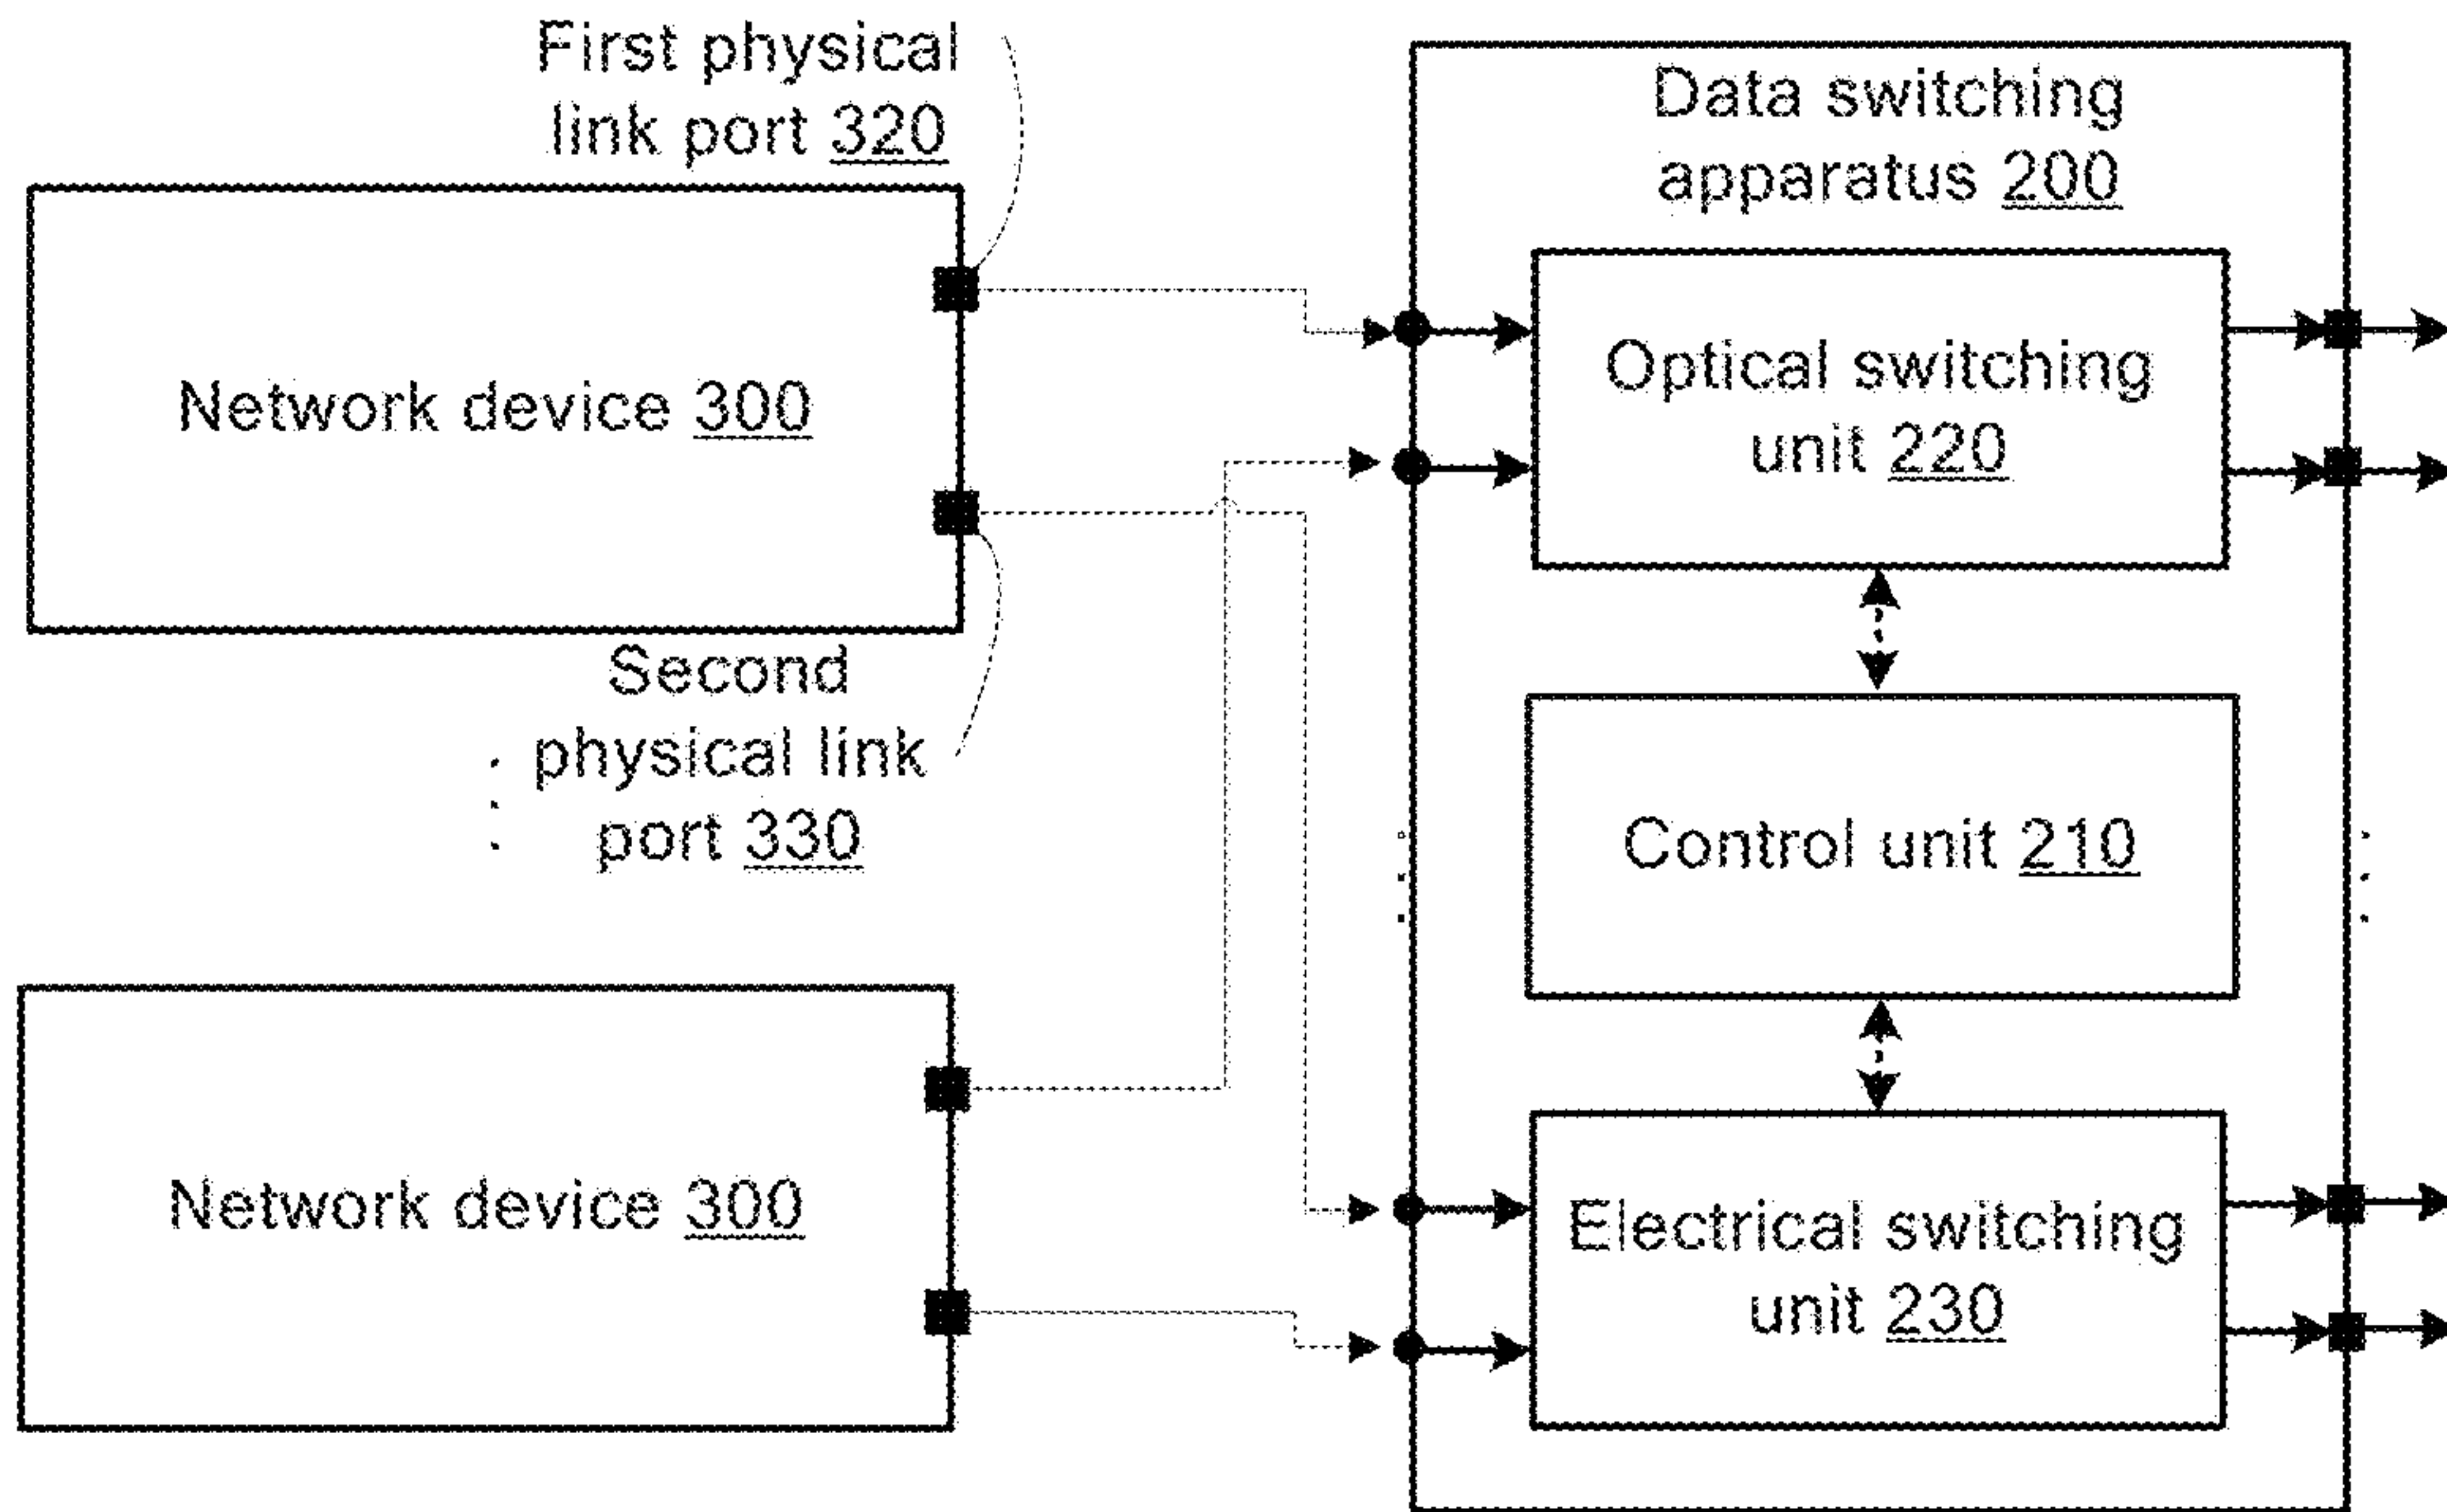 First physical
link port 320
Data switching
apparatus 200
Network device 300
Optical switching
unit 220
Second
physical link
port 330
Control unit 210
Network device 300
Electrical switching
unit 230